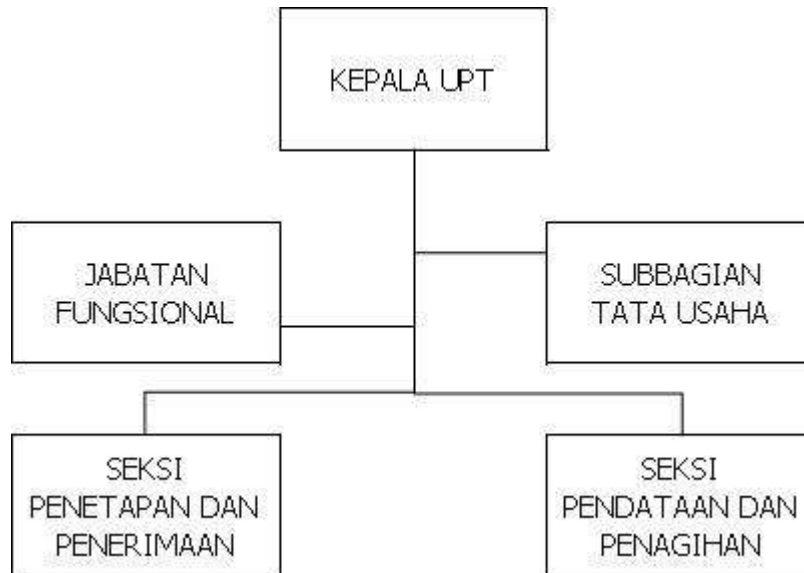 KEPALA UPT
JABATAN
FUNGSIONAL
SUBBAGIAN
TATA USAHA
SEKSI
PENETAPAN DAN
PENERIMAAN
SEKSI
PENDATAAN DAN
PENAGIHAN